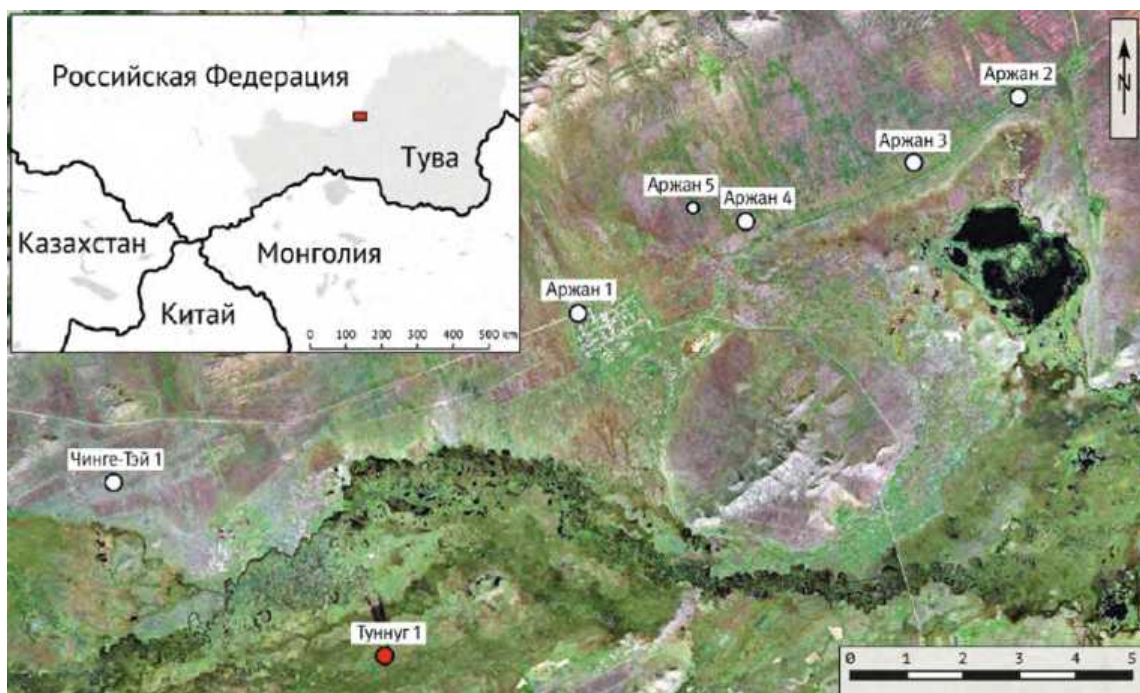 Российская Федерация
Тува
Казахстан
Монголия
Китай
0 100 200 300 400 500 км
Аржан 2
N
Аржан 3
Аржан 5
Аржан 4
Аржан 1
Чинге-Тэй 1
Туннуг 1
0 1 2 3 4 5